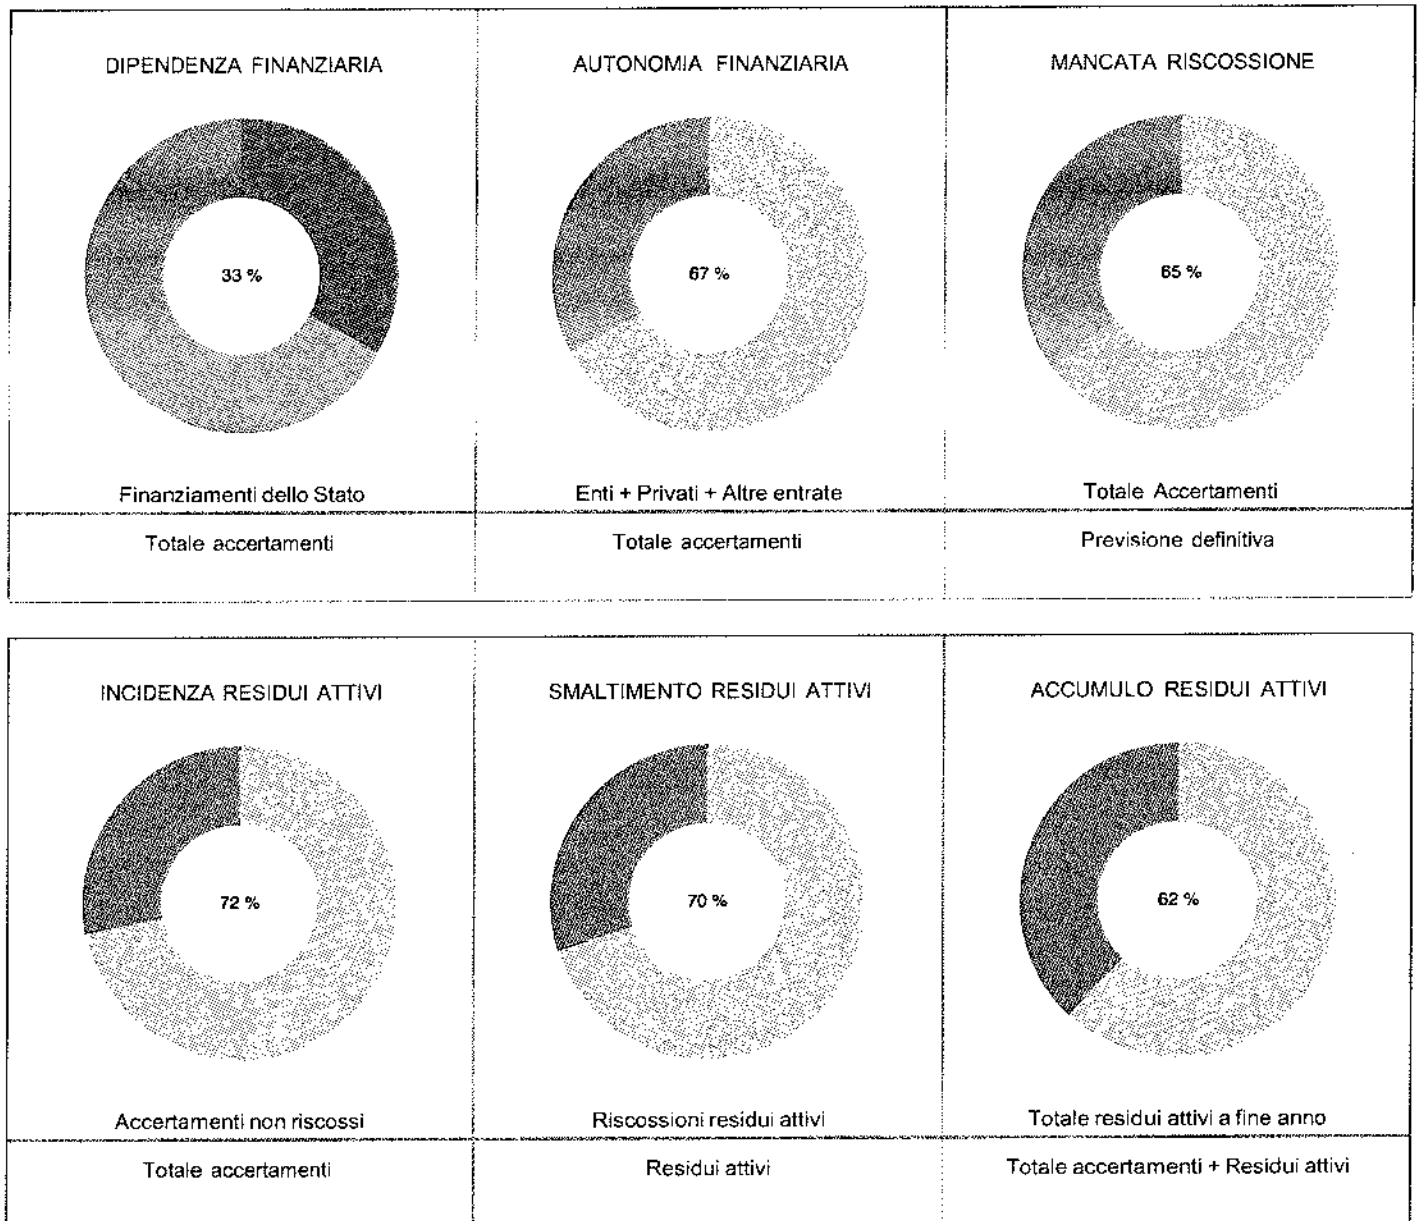 DIPENDENZA FINANZIARIA
33 %
Finanziamenti dello Stato
Totale accertamenti
AUTONOMIA FINANZIARIA
67 %
Enti + Privati + Altre entrate
Totale accertamenti
MANCATA RISCOSSIONE
65 %
Totale Accertamenti
Previsione definitiva
INCIDENZA RESIDUI ATTIVI
72 %
Accertamenti non riscossi
Totale accertamenti
SMALTIMENTO RESIDUI ATTIVI
70 %
Riscossioni residui attivi
Residui attivi
ACCUMULO RESIDUI ATTIVI
62 %
Totale residui attivi a fine anno
Totale accertamenti + Residui attivi